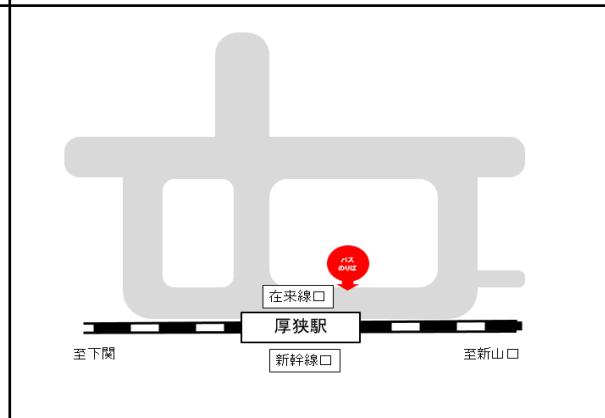 バス
のりば
在来線口
厚狭駅
新幹線口
至下関
至新山口